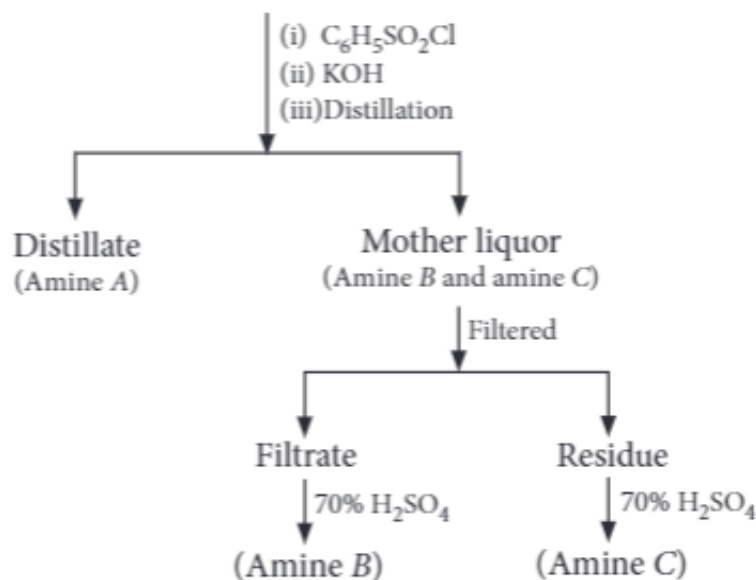 (i) C₆H₅SO₂Cl
(ii) KOH
(iii)Distillation
Distillate
(Amine A)
Mother liquor
(Amine B and amine C)
Filtered
Filtrate
Residue
70% H₂SO₄
70% H₂SO₄
(Amine B)
(Amine C)